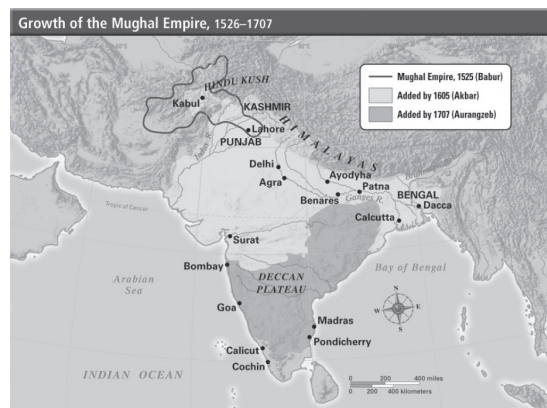 Growth of the Mughal Empire, 1526–1707
Mughal Empire, 1525 (Babur)
Added by 1605 (Akbar)
Added by 1707 (Aurangzeb)
HINDU KUSH
Kabul
KASHMIR
Lahore
PUNJAB
HIMALAYAS
Indus
Delhi
Agra
Ayodyha
Patna
Benares
Ganges R.
BENGAL
Dacca
Calcutta
Tropic of Cancer
Surat
Bombay
Arabian
Sea
DECCAN
PLATEAU
Bay of Bengal
Goa
Madras
Pondicherry
Calicut
Cochin
INDIAN OCEAN
N
W
E
S
0 200 400 miles
0 200 400 kilometers